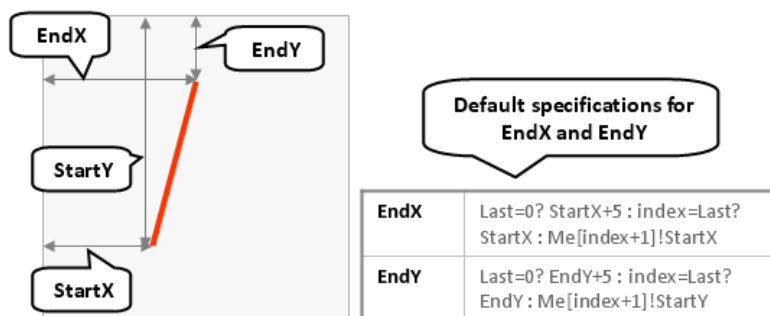 EndX
EndY
StartY
StartX
Default specifications for
EndX and EndY
EndX
Last=0? StartX+5 : index=Last?
StartX : Me[index+1]!StartX
EndY
Last=0? EndY+5 : index=Last?
EndY : Me[index+1]!StartY